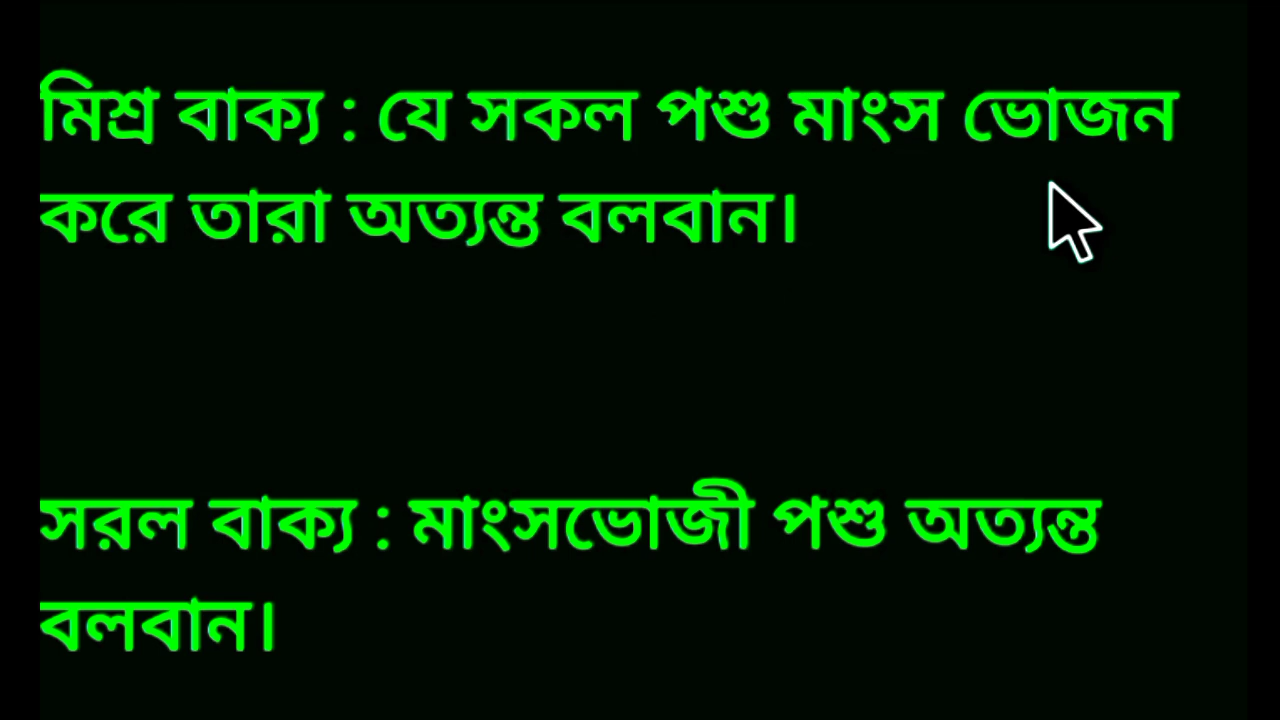 মিশ্র বাক্য : যে সকল পশু মাংস ভোজন
করে তারা অত্যন্ত বলবান।
সরল বাক্য : মাংসভোজী পশু অত্যন্ত
বলবান।